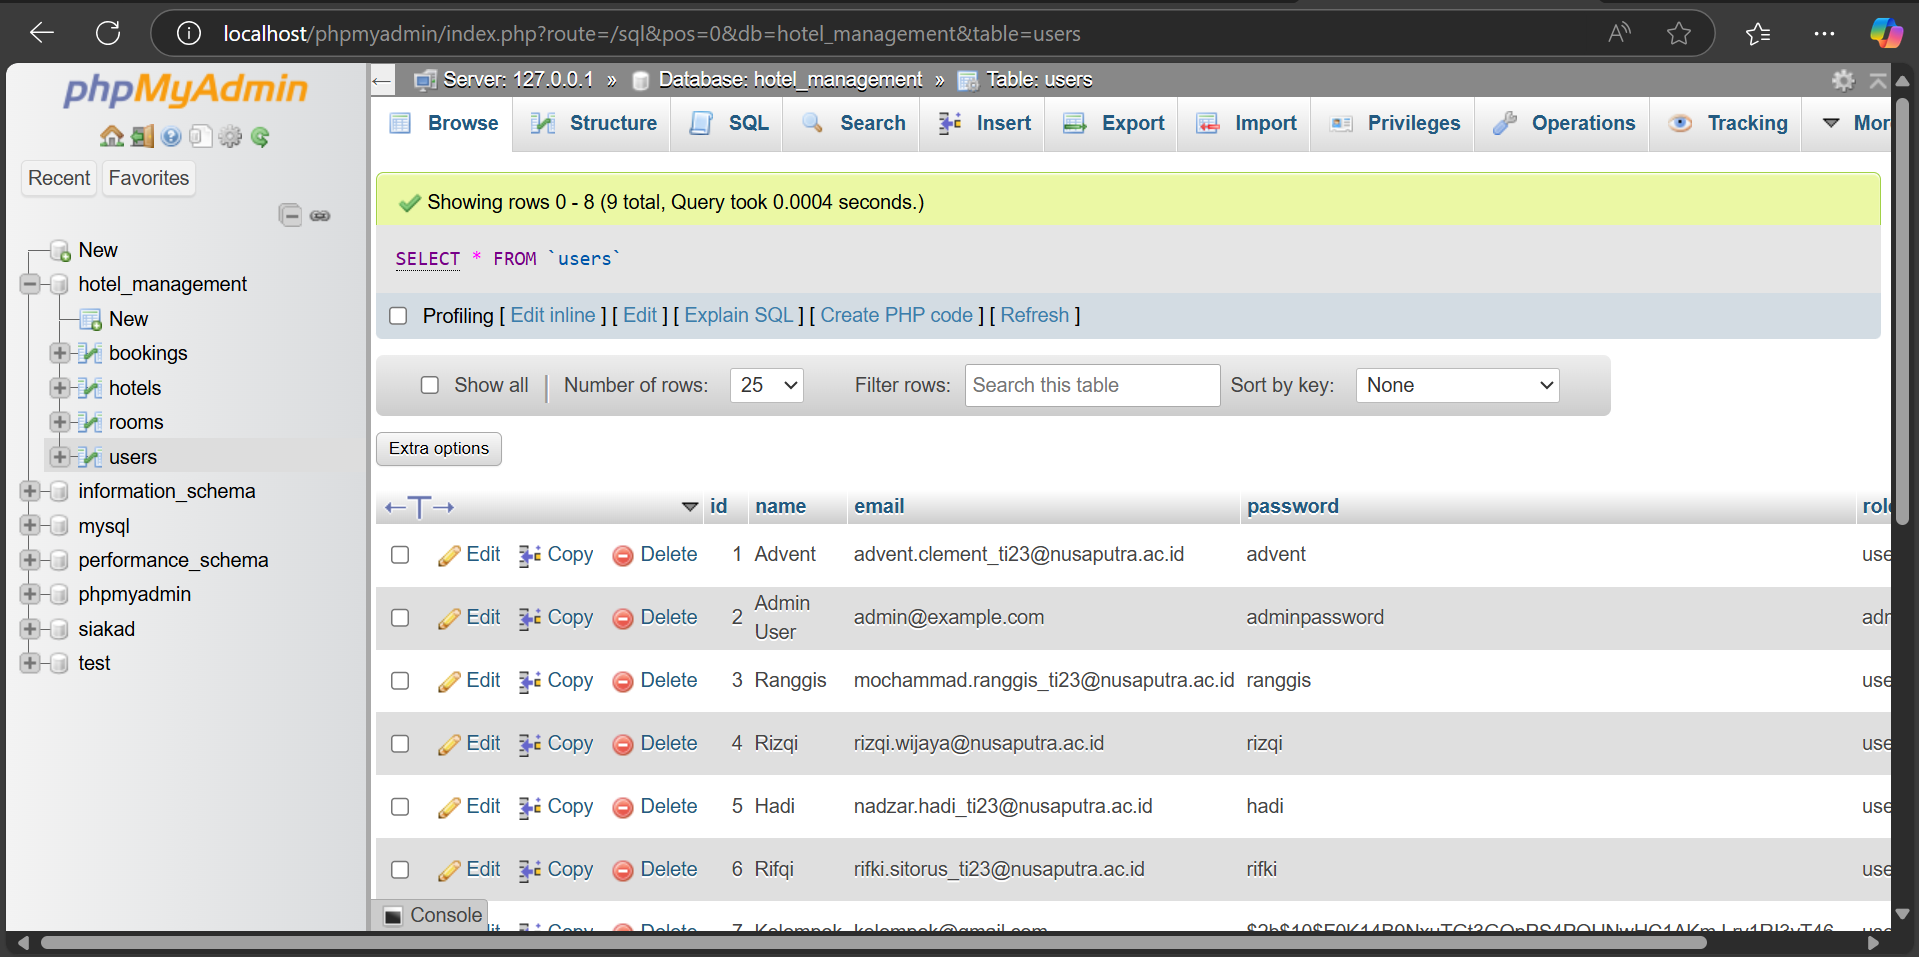 localhost/phpmyadmin/index.php?route=/sql&pos=0&db=hotel_management&table=users
phpMyAdmin
Recent Favorites
New
hotel_management
New
bookings
hotels
rooms
users
information_schema
mysql
performance_schema
phpmyadmin
siakad
test
Server: 127.0.0.1 » Database: hotel_management » Table: users
Browse Structure SQL Search Insert Export Import Privileges Operations Tracking Mor
Showing rows 0 - 8 (9 total, Query took 0.0004 seconds.)
SELECT * FROM `users`
Profiling [ Edit inline ] [ Edit ] [ Explain SQL ] [ Create PHP code ] [ Refresh ]
Show all Number of rows: 25 Filter rows: Search this table Sort by key: None
Extra options
id name email password role
Edit Copy Delete 1 Advent advent.clement_ti23@nusaputra.ac.id advent use
Edit Copy Delete 2 Admin User admin@example.com adminpassword adr
Edit Copy Delete 3 Ranggis mochammad.ranggis_ti23@nusaputra.ac.id ranggis use
Edit Copy Delete 4 Rizqi rizqi.wijaya@nusaputra.ac.id rizqi use
Edit Copy Delete 5 Hadi nadzar.hadi_ti23@nusaputra.ac.id hadi use
Edit Copy Delete 6 Rifqi rifki.sitorus_ti23@nusaputra.ac.id rifki use
Console Copy Delete 7 Kelompok kelompok@gmail.com